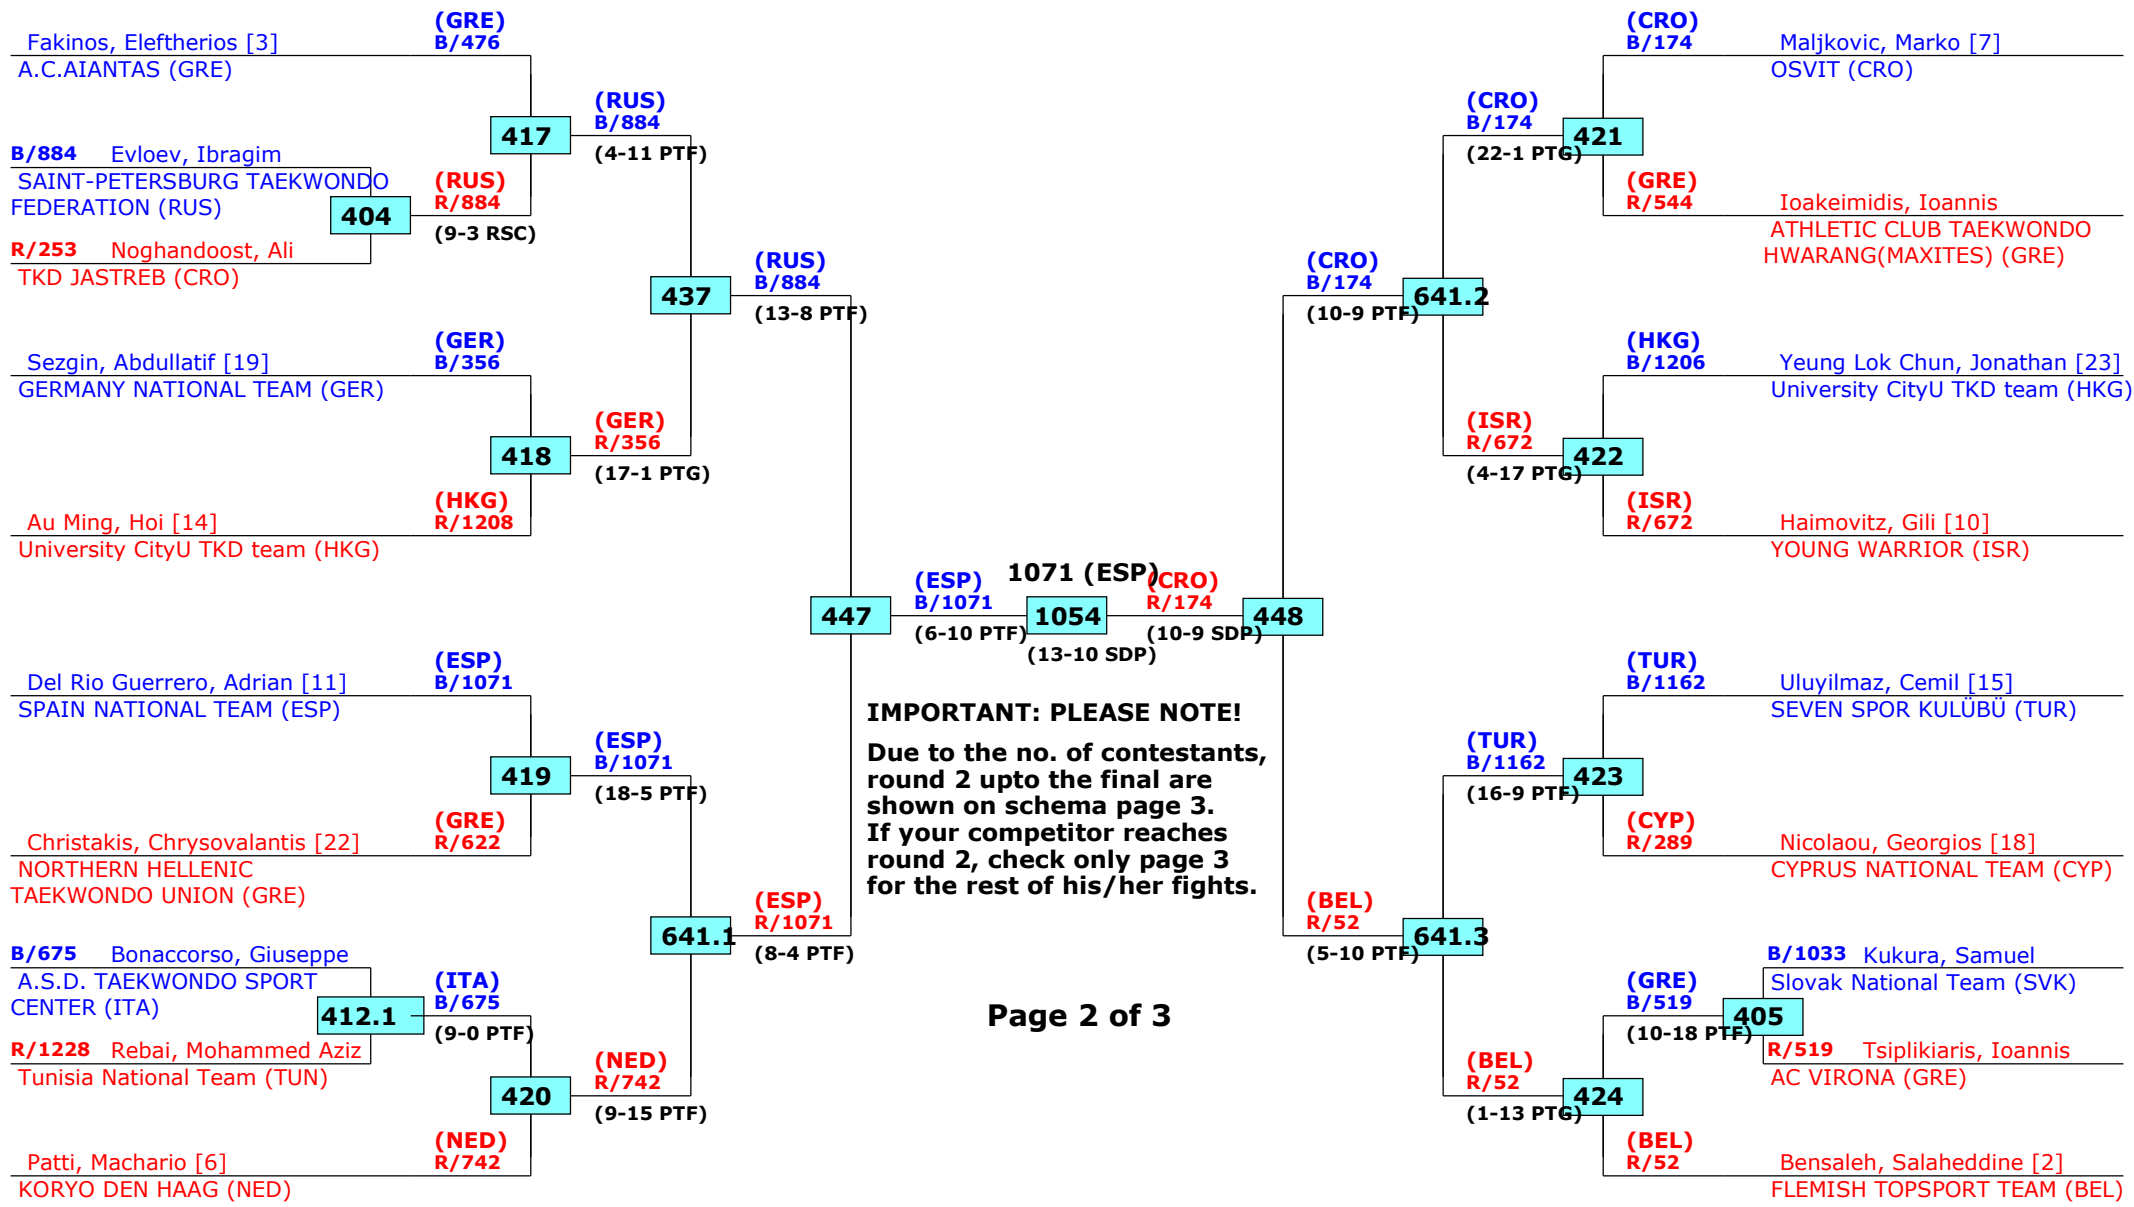 (GRE)
Fakinos, Eleftherios [3] B/476
A.C.AIANTAS (GRE)
417
(RUS)
B/884
(4-11 PTF)
B/884 Evloev, Ibragim
SAINT-PETERSBURG TAEKWONDO
FEDERATION (RUS)
404
(RUS)
R/884
(9-3 RSC)
R/253 Noghandoost, Ali
TKD JASTREB (CRO)
437
(RUS)
B/884
(13-8 PTF)
(GER)
Sezgin, Abdullatif [19] B/356
GERMANY NATIONAL TEAM (GER)
418
(GER)
R/356
(17-1 PTG)
(HKG)
Au Ming, Hoi [14] R/1208
University CityU TKD team (HKG)
447
(ESP)
B/1071
(6-10 PTF)
1071 (ESP)
1054
(13-10 SDP)
(CRO)
R/174
(10-9 SDP)
448
(ESP)
Del Rio Guerrero, Adrian [11] B/1071
SPAIN NATIONAL TEAM (ESP)
419
(ESP)
B/1071
(18-5 PTF)
(GRE)
Christakis, Chrysovalantis [22] R/622
NORTHERN HELLENIC
TAEKWONDO UNION (GRE)
641.1
(ESP)
R/1071
(8-4 PTF)
B/675 Bonaccorso, Giuseppe
A.S.D. TAEKWONDO SPORT
CENTER (ITA)
412.1
(ITA)
B/675
(9-0 PTF)
R/1228 Rebai, Mohammed Aziz
Tunisia National Team (TUN)
420
(NED)
R/742
(9-15 PTF)
(NED)
Patti, Machario [6] R/742
KORYO DEN HAAG (NED)
IMPORTANT: PLEASE NOTE!
Due to the no. of contestants,
round 2 upto the final are
shown on schema page 3.
If your competitor reaches
round 2, check only page 3
for the rest of his/her fights.
Page 2 of 3
(CRO)
B/174 Maljkovic, Marko [7]
OSVIT (CRO)
(CRO)
B/174
(22-1 PTG)
421
(GRE)
R/544 Ioakeimidis, Ioannis
ATHLETIC CLUB TAEKWONDO
HWARANG(MAXITES) (GRE)
(CRO)
B/174
(10-9 PTF)
641.2
(HKG)
B/1206 Yeung Lok Chun, Jonathan [23]
University CityU TKD team (HKG)
(ISR)
R/672
(4-17 PTG)
422
(ISR)
R/672 Haimovitz, Gili [10]
YOUNG WARRIOR (ISR)
(TUR)
B/1162 Uluyilmaz, Cemil [15]
SEVEN SPOR KULÜBÜ (TUR)
(TUR)
B/1162
(16-9 PTF)
423
(CYP)
R/289 Nicolaou, Georgios [18]
CYPRUS NATIONAL TEAM (CYP)
(BEL)
R/52
(5-10 PTF)
641.3
B/1033 Kukura, Samuel
Slovak National Team (SVK)
(GRE)
B/519
(10-18 PTF)
405
R/519 Tsiplikiaris, Ioannis
AC VIRONA (GRE)
(BEL)
R/52
(1-13 PTG)
424
(BEL)
R/52 Bensaleh, Salaheddine [2]
FLEMISH TOPSPORT TEAM (BEL)